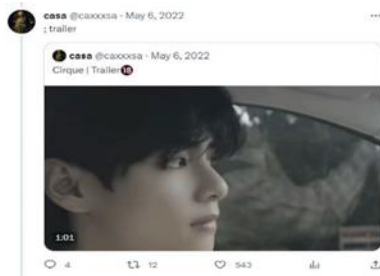 casa @caxxxsa · May 6, 2022
; trailer
casa @caxxxsa · May 6, 2022
Cirque | Trailer🔞
1:01
4 12 543